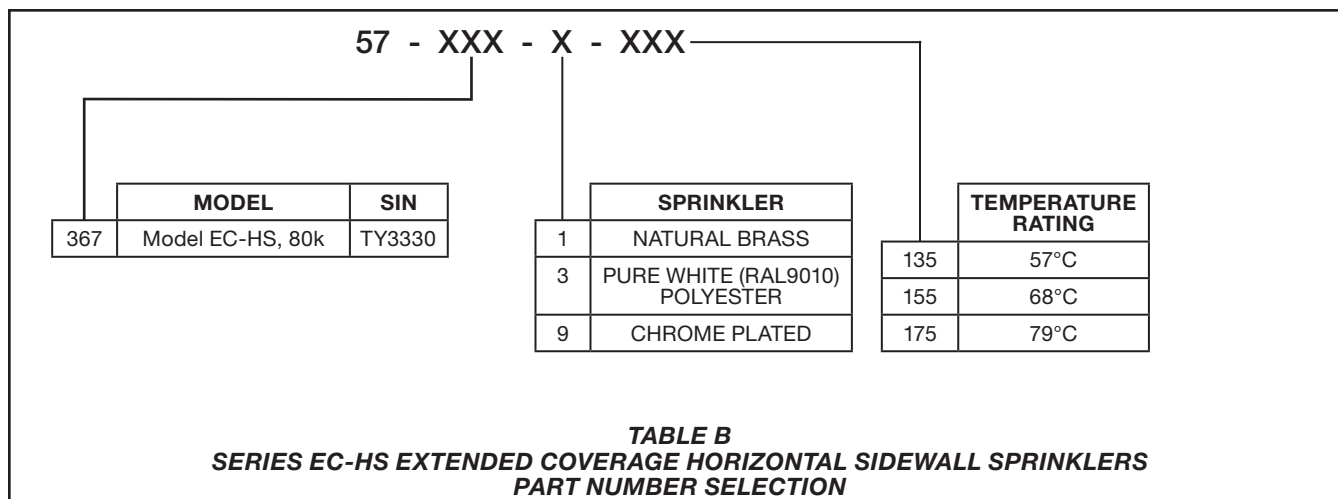 57 - XXX - X - XXX
MODEL SIN
367 Model EC-HS, 80k TY3330
SPRINKLER
1 NATURAL BRASS
3 PURE WHITE (RAL9010)
POLYESTER
9 CHROME PLATED
TEMPERATURE
RATING
135 57°C
155 68°C
175 79°C
TABLE B
SERIES EC-HS EXTENDED COVERAGE HORIZONTAL SIDEWALL SPRINKLERS
PART NUMBER SELECTION